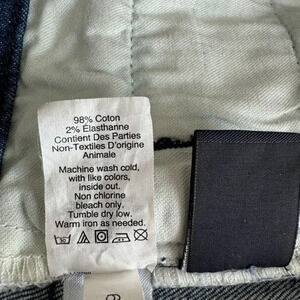 98% Coton
2% Élasthanne
Contient Des Parties
Non-Textiles D'origine
Animale
Machine wash cold,
with like colors,
inside out.
Non chlorine
bleach only.
Tumble dry low.
Warm iron as needed.